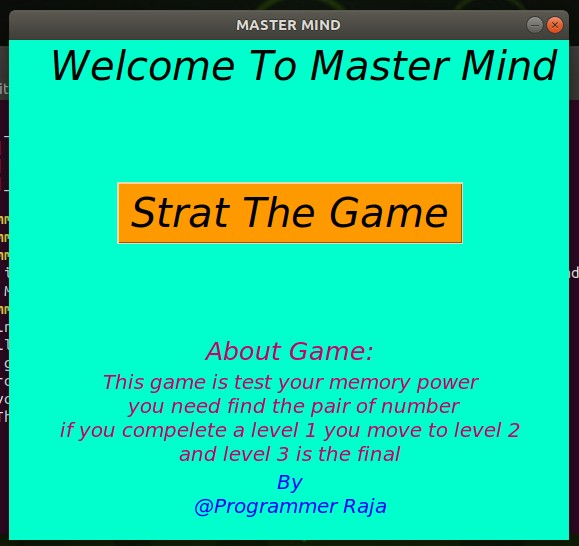 MASTER MIND
Welcome To Master Mind
Strat The Game
About Game:
This game is test your memory power
you need find the pair of number
if you compelete a level 1 you move to level 2
and level 3 is the final
By
@Programmer Raja